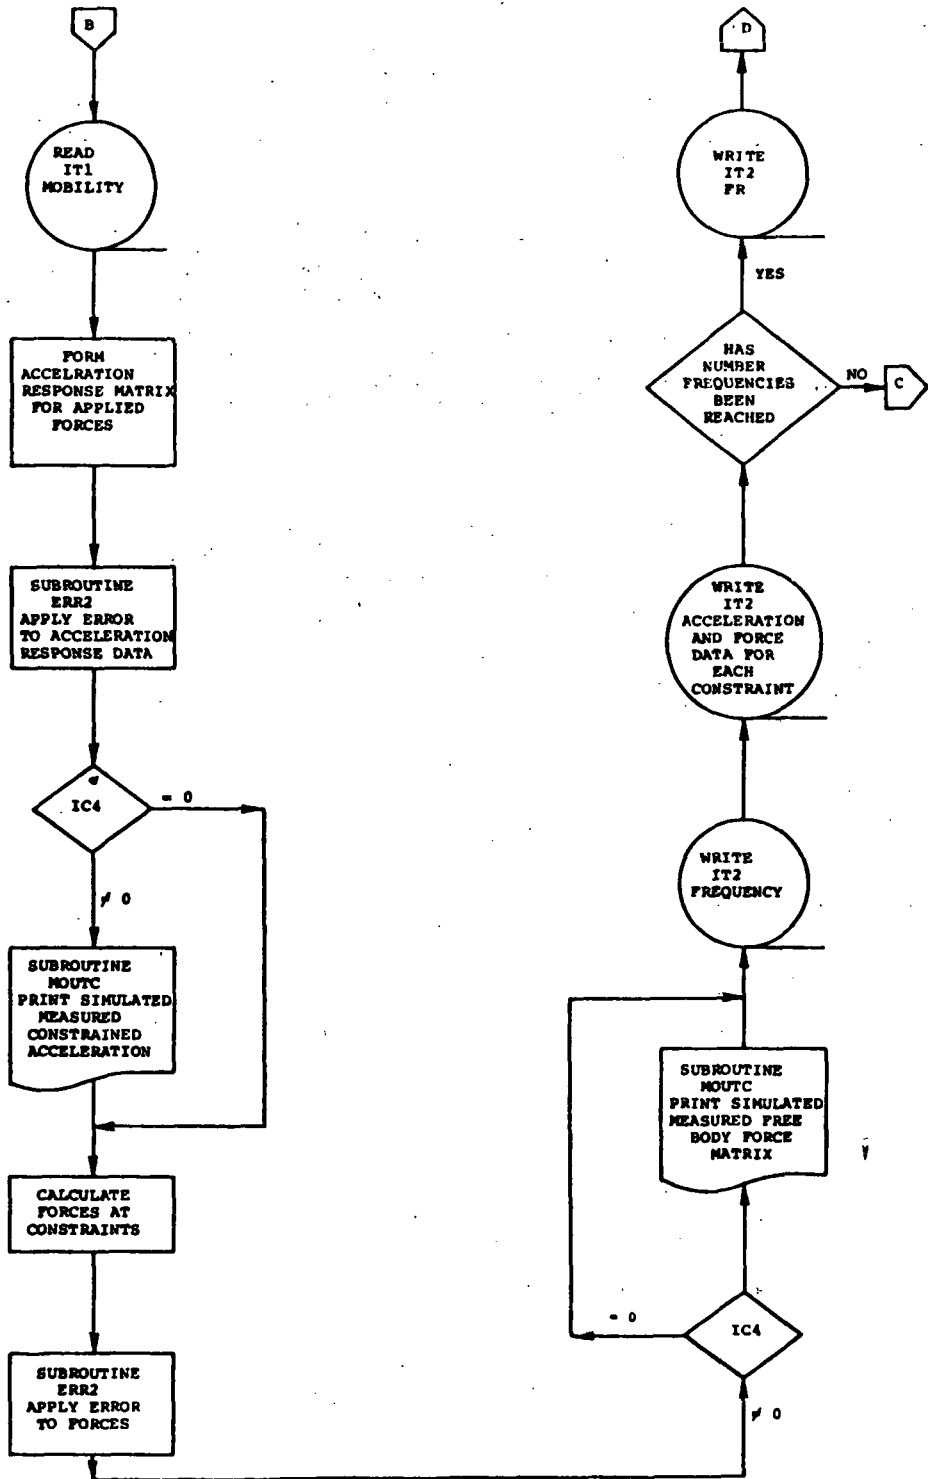 B
READ
IT1
MOBILITY
FORM
ACCELRATION
RESPONSE MATRIX
FOR APPLIED
FORCES
SUBROUTINE
ERR2
APPLY ERROR
TO ACCELERATION
RESPONSE DATA
IC4
= 0
≠ 0
SUBROUTINE
MOUTC
PRINT SIMULATED
MEASURED
CONSTRAINED
ACCELERATION
CALCULATE
FORCES AT
CONSTRAINTS
SUBROUTINE
ERR2
APPLY ERROR
TO FORCES
D
WRITE
IT2
FR
YES
HAS
NUMBER
FREQUENCIES
BEEN
REACHED
NO
C
WRITE
IT2
ACCELERATION
AND FORCE
DATA FOR
EACH
CONSTRAINT
WRITE
IT2
FREQUENCY
SUBROUTINE
MOUTC
PRINT SIMULATED
MEASURED FREE
BODY FORCE
MATRIX
= 0
IC4
≠ 0